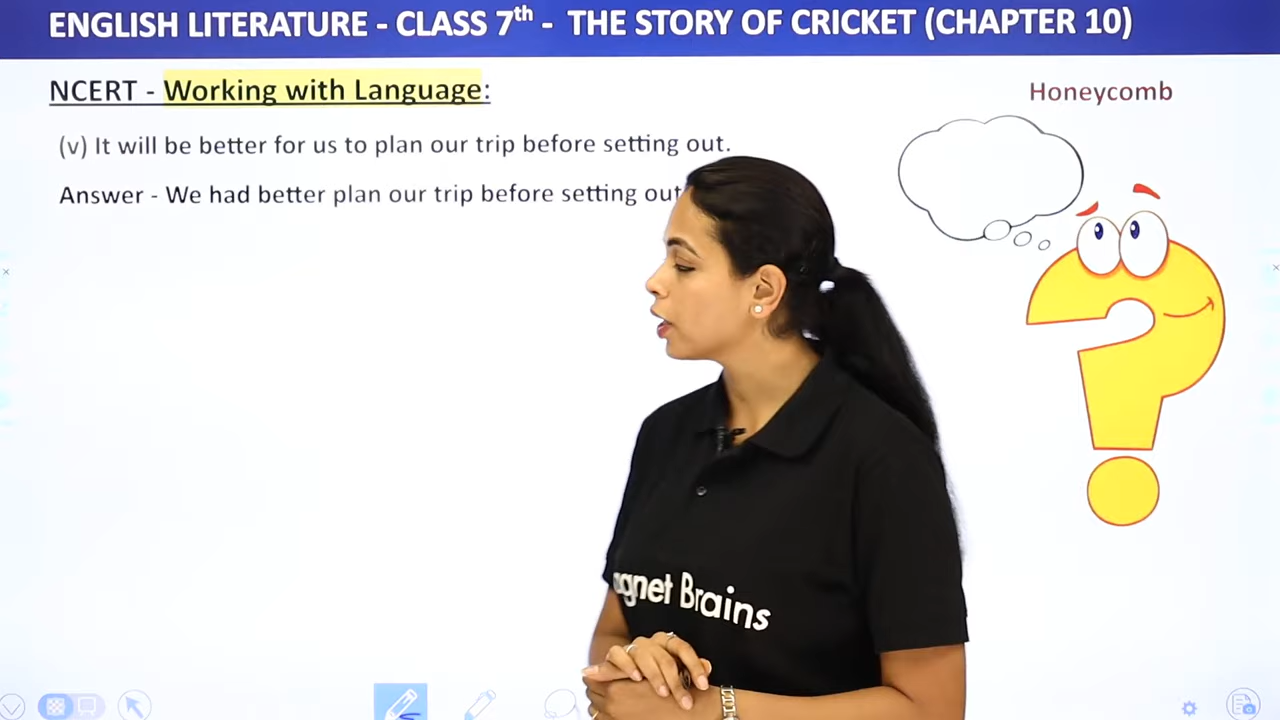 ENGLISH LITERATURE - CLASS 7th - THE STORY OF CRICKET (CHAPTER 10)
NCERT - Working with Language:
Honeycomb
(v) It will be better for us to plan our trip before setting out.
Answer - We had better plan our trip before setting out
agnet Brains